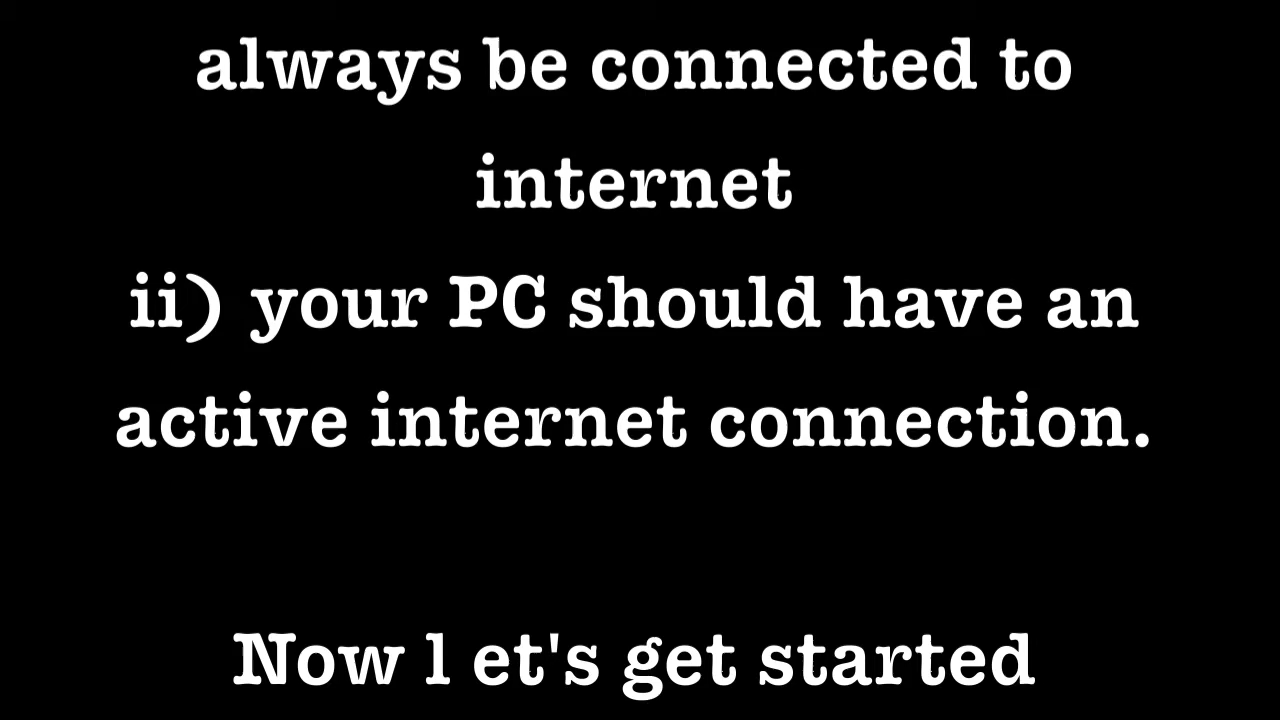 always be connected to
internet
ii) your PC should have an
active internet connection.
Now l et's get started